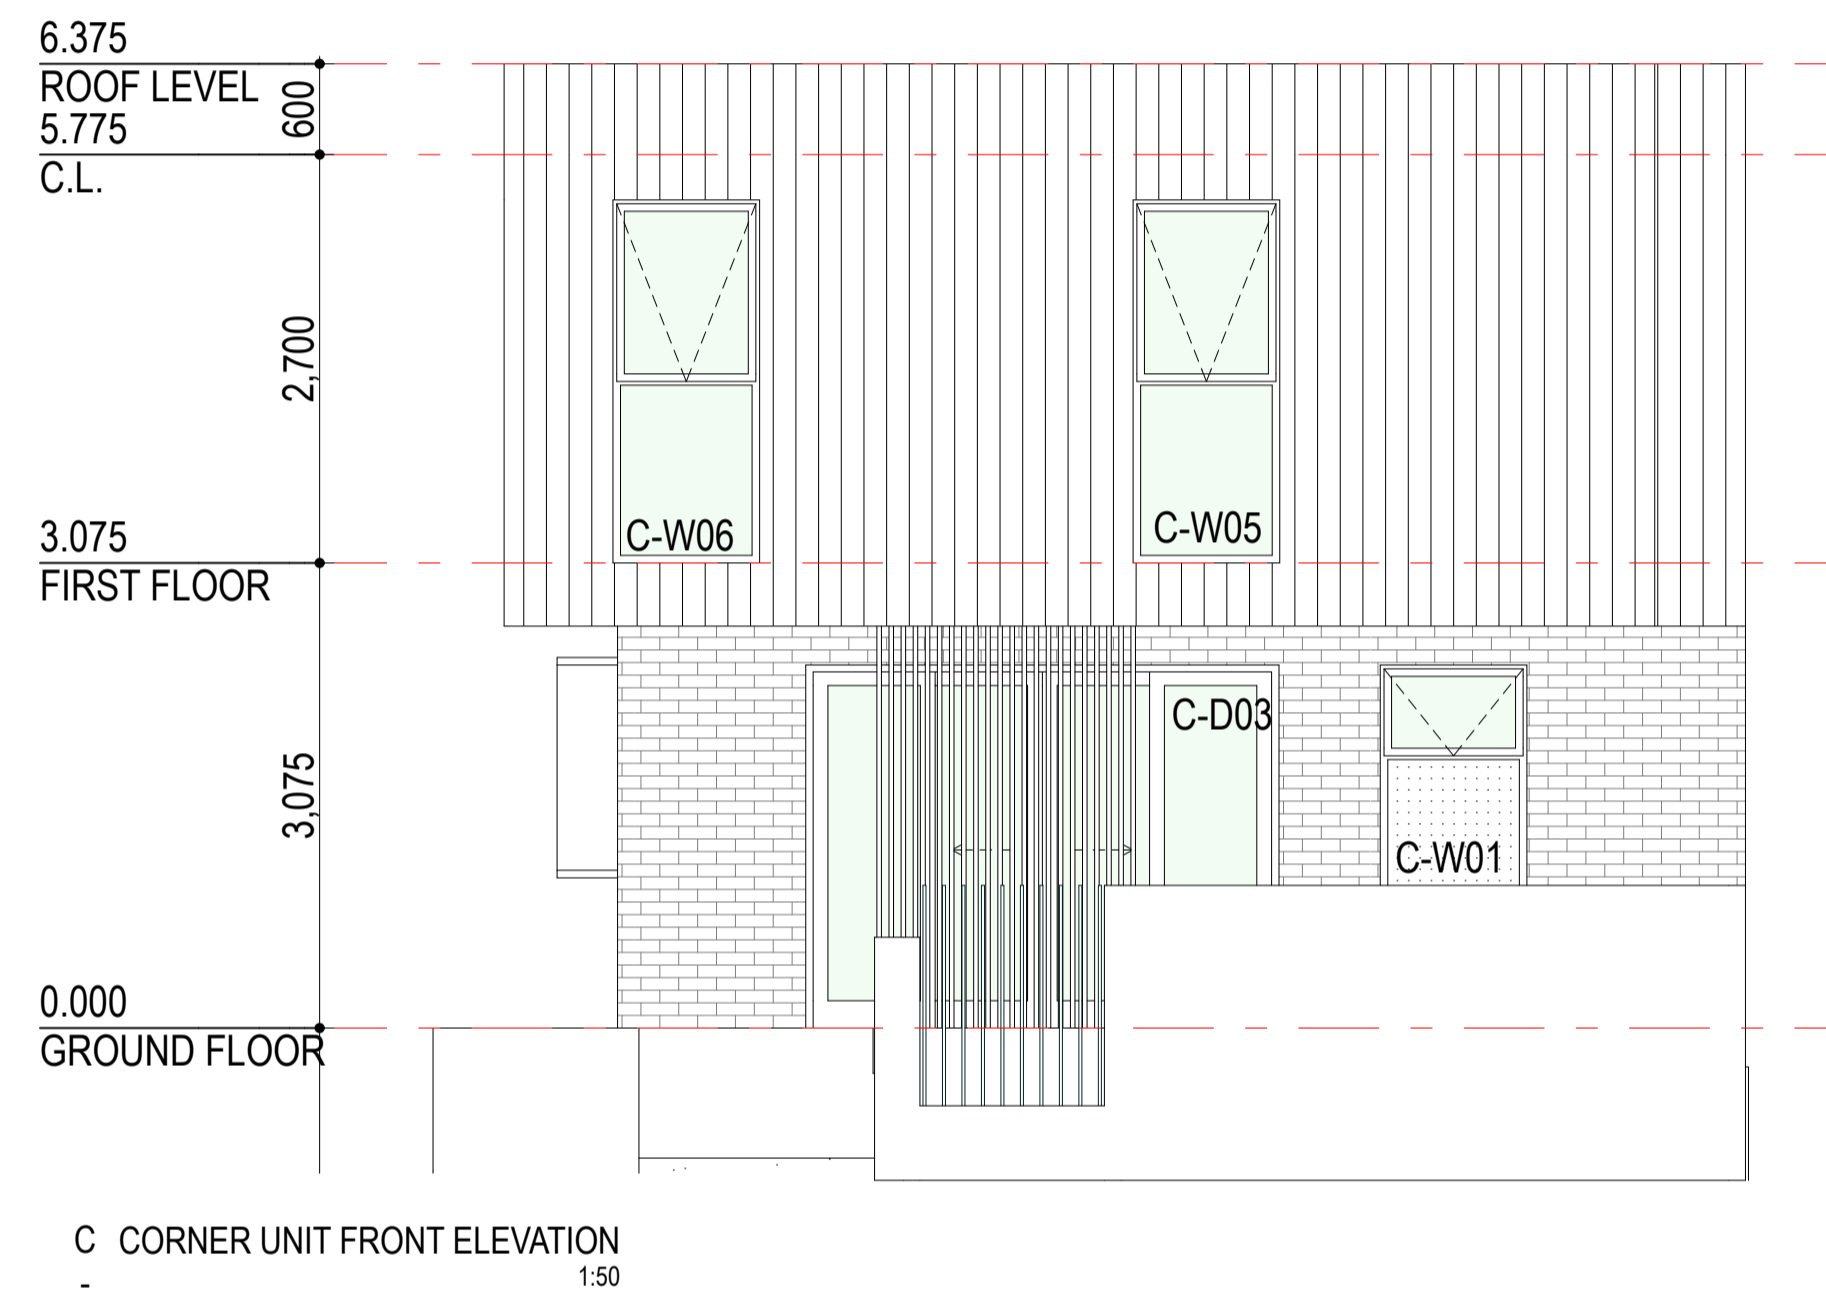 6.375
ROOF LEVEL
600
5.775
C.L.
2,700
C-W06
C-W05
3.075
FIRST FLOOR
C-D03
3,075
C-W01
0.000
GROUND FLOOR
C CORNER UNIT FRONT ELEVATION
- 1:50